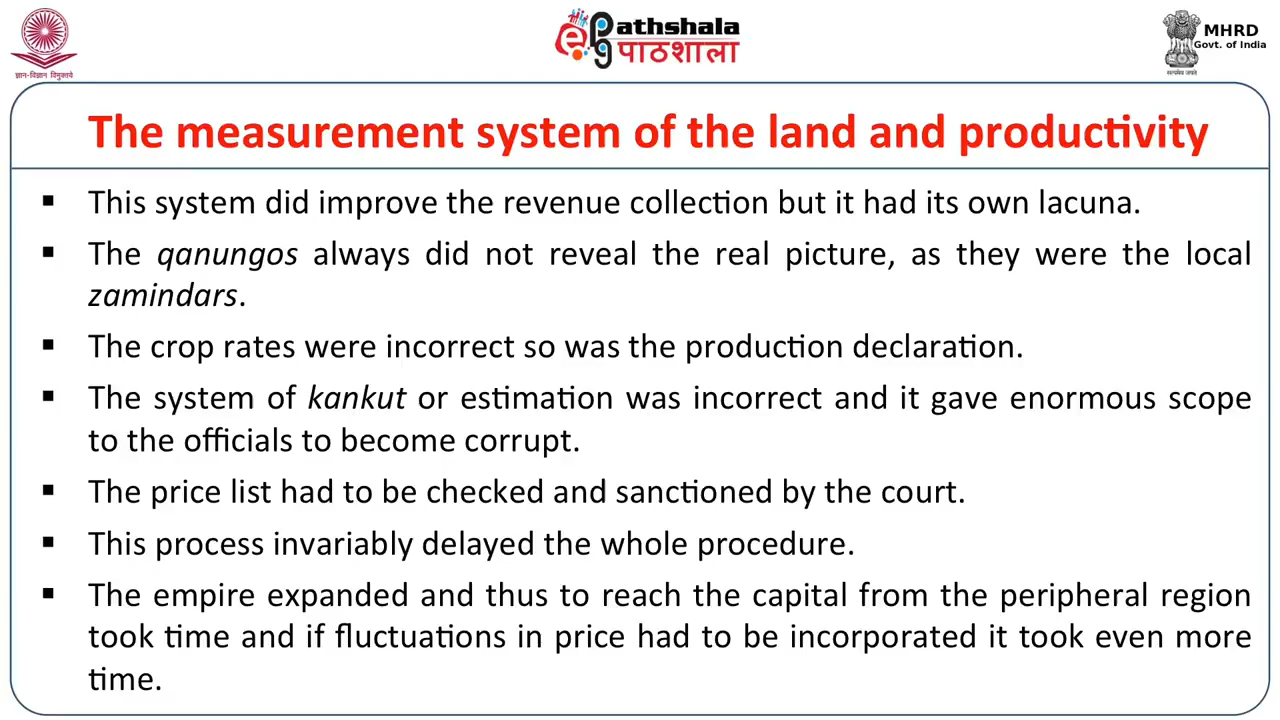 ज्ञान-विज्ञान विमुक्तये
ePathshala
पाठशाला
MHRD
Govt. of India
सत्यमेव जयते
The measurement system of the land and productivity
▪ This system did improve the revenue collection but it had its own lacuna.
▪ The qanungos always did not reveal the real picture, as they were the local
zamindars.
▪ The crop rates were incorrect so was the production declaration.
▪ The system of kankut or estimation was incorrect and it gave enormous scope
to the officials to become corrupt.
▪ The price list had to be checked and sanctioned by the court.
▪ This process invariably delayed the whole procedure.
▪ The empire expanded and thus to reach the capital from the peripheral region
took time and if fluctuations in price had to be incorporated it took even more
time.